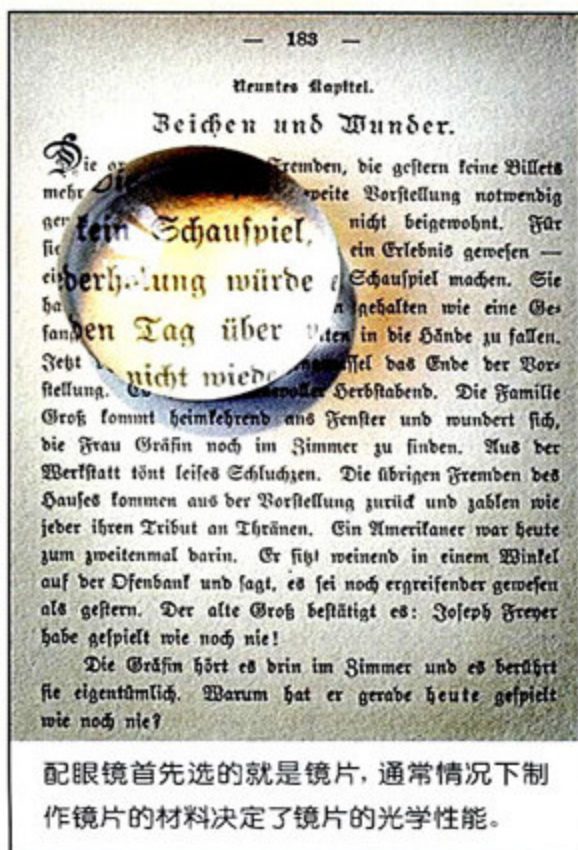 — 183 —
Neuntes Kapitel.
Zeichen und Wunder.
Die Fremden, die gestern keine Billets
mehr Die zweite Vorstellung notwendig
kein Schauspiel, nicht beigewohnt. Für
sie ein Erlebnis gewesen —
derholung würde Schauspiel machen. Sie
gehalten wie eine Ge-
den Tag über in die Hände zu fallen.
Jetzt das Ende der Vor-
stellung. nicht wiede Herbstabend. Die Familie
Groß kommt heimkehrend ans Fenster und wundert sich,
die Frau Gräfin noch im Zimmer zu finden. Aus der
Werkstatt tönt leises Schluchzen. Die übrigen Fremden des
Hauses kommen aus der Vorstellung zurück und zahlen wie
jeder ihren Tribut an Thränen. Ein Amerikaner war heute
zum zweitenmal darin. Er sitzt weinend in einem Winkel
auf der Ofenbank und sagt, es sei noch ergreifender gewesen
als gestern. Der alte Groß bestätigt es: Joseph Freyer
habe gespielt wie noch nie!
Die Gräfin hört es drin im Zimmer und es berührt
sie eigentümlich. Warum hat er gerade heute gespielt
wie noch nie?
配眼镜首先选的就是镜片，通常情况下制
作镜片的材料决定了镜片的光学性能。